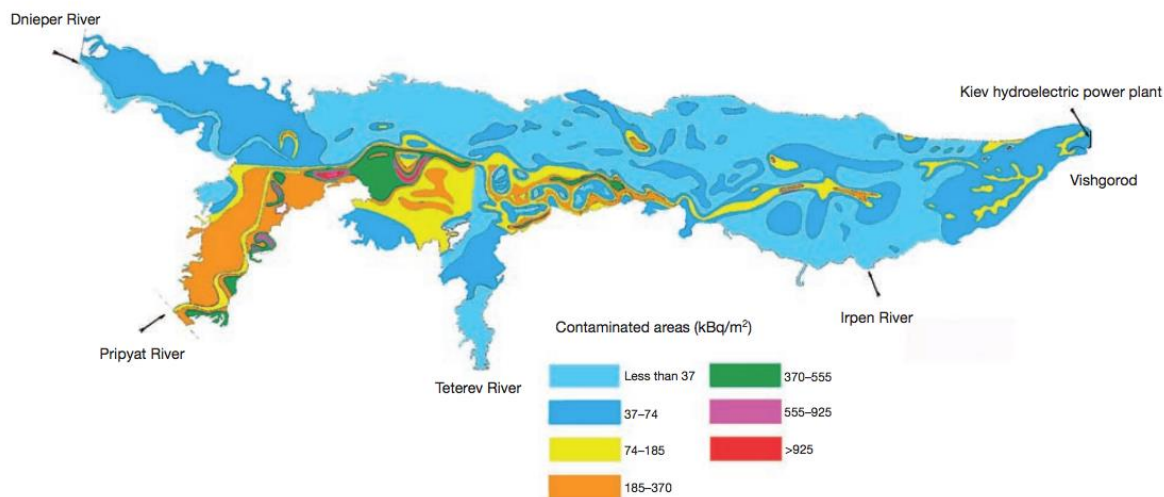 Dnieper River
Kiev hydroelectric power plant
Vishgorod
Irpen River
Pripyat River
Teterev River
Contaminated areas (kBq/m²)
Less than 37
370–555
37–74
555–925
74–185
>925
185–370